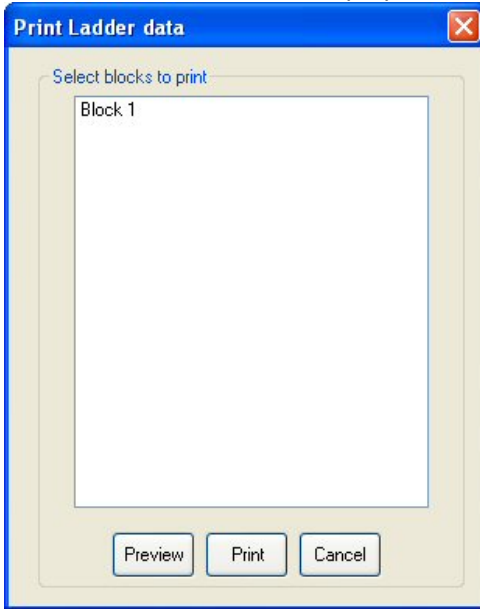 Print Ladder data
Select blocks to print
Block 1
Preview Print Cancel